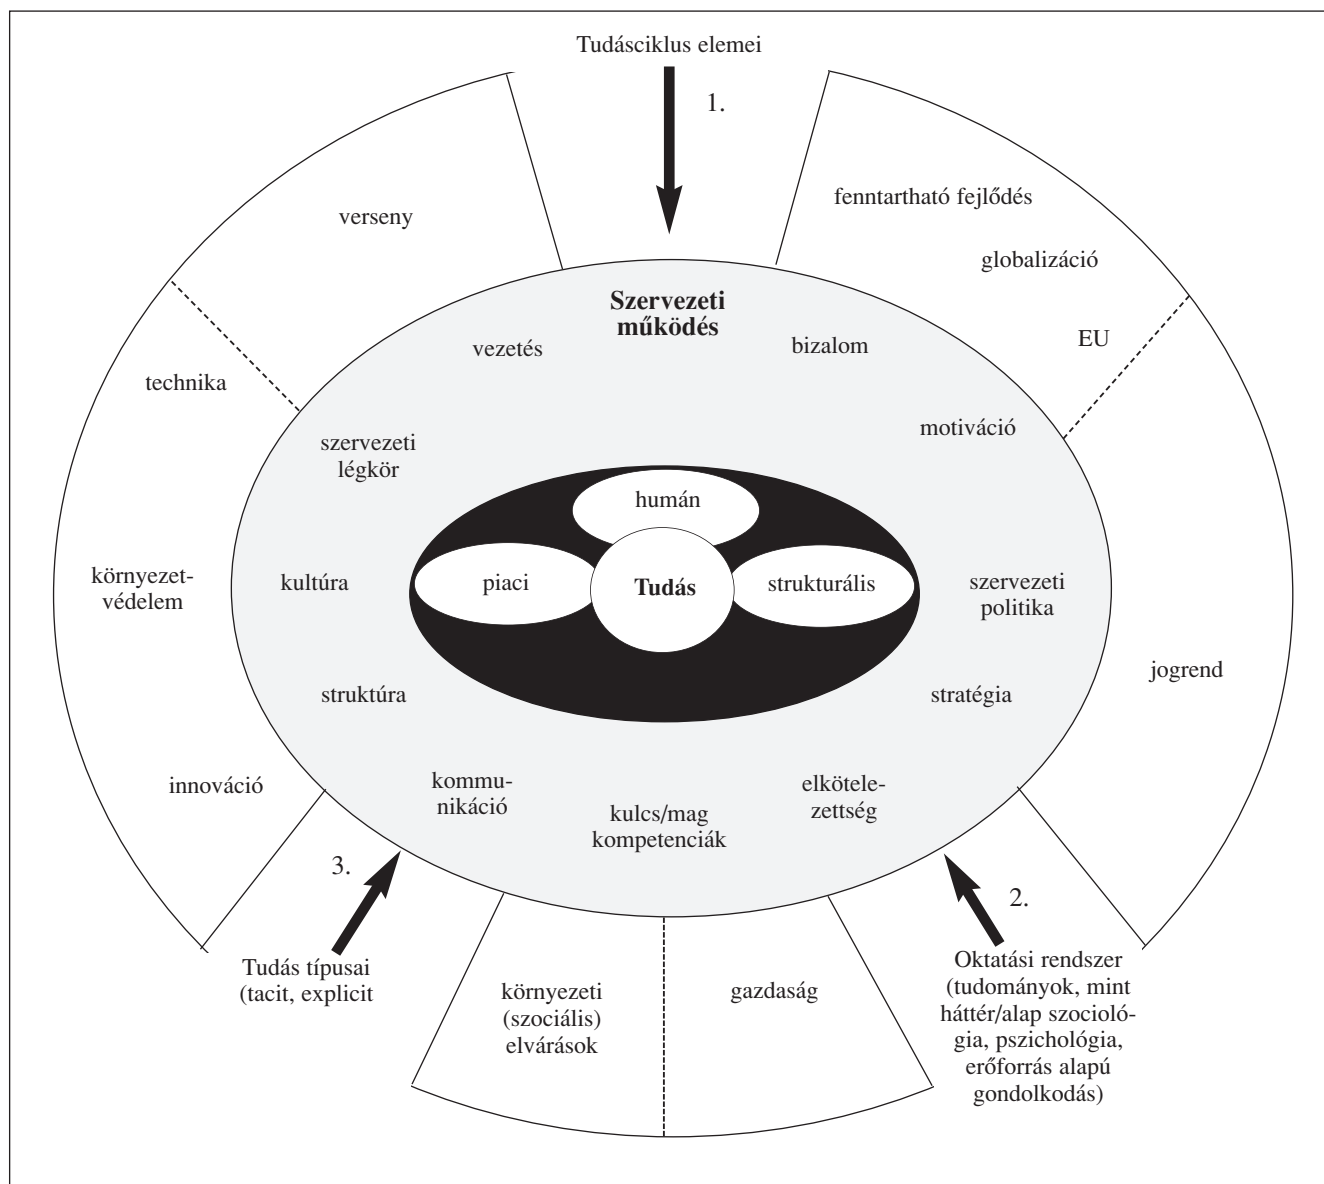 Tudásciklus elemei
1.
verseny
fenntartható fejlődés
globalizáció
EU
Szervezeti
működés
vezetés
bizalom
technika
motiváció
szervezeti
légkör
humán
környezet-
védelem
kultúra
piaci
Tudás
strukturális
szervezeti
politika
jogrend
struktúra
stratégia
innováció
kommu-
nikáció
kulcs/mag
kompetenciák
elkötele-
zettség
3.
2.
Tudás típusai
(tacit, explicit
környezeti
(szociális)
elvárások
gazdaság
Oktatási rendszer
(tudományok, mint
háttér/alap szocioló-
gia, pszichológia,
erőforrás alapú
gondolkodás)